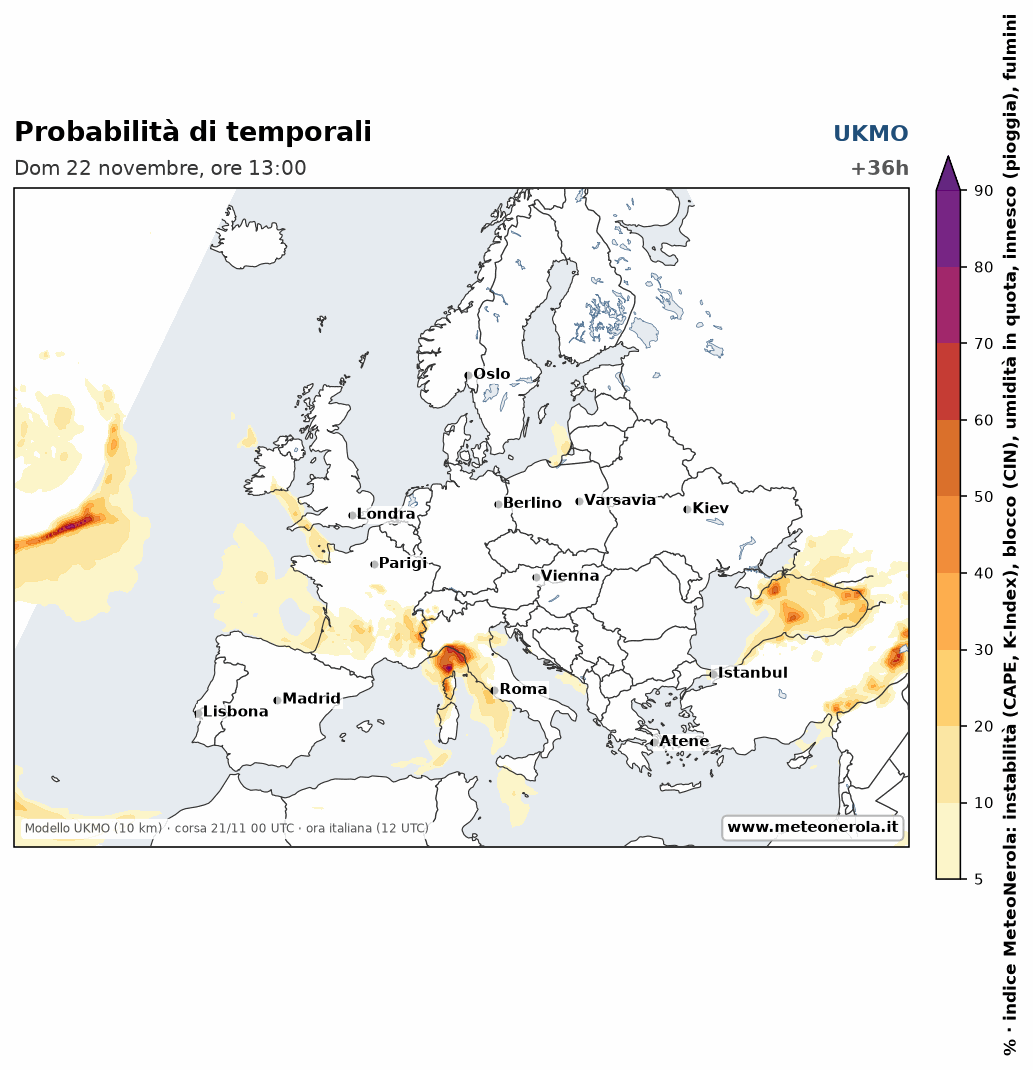 Probabilità di temporali
UKMO
Dom 22 novembre, ore 13:00
+36h
Oslo
Londra
Berlino
Varsavia
Kiev
Parigi
Vienna
Istanbul
Roma
Madrid
Lisbona
Atene
Modello UKMO (10 km) · corsa 21/11 00 UTC · ora italiana (12 UTC)
www.meteonerola.it
90
80
70
60
50
40
30
20
10
5
% · indice MeteoNerola: instabilità (CAPE, K-Index), blocco (CIN), umidità in quota, innesco (pioggia), fulmini